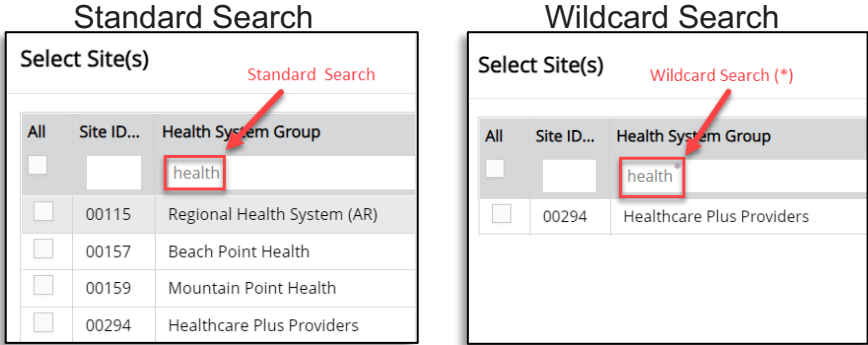 Standard Search
Select Site(s)
Standard Search
All Site ID... Health System Group
health
00115 Regional Health System (AR)
00157 Beach Point Health
00159 Mountain Point Health
00294 Healthcare Plus Providers
Wildcard Search
Select Site(s)
Wildcard Search (*)
All Site ID... Health System Group
health*
00294 Healthcare Plus Providers